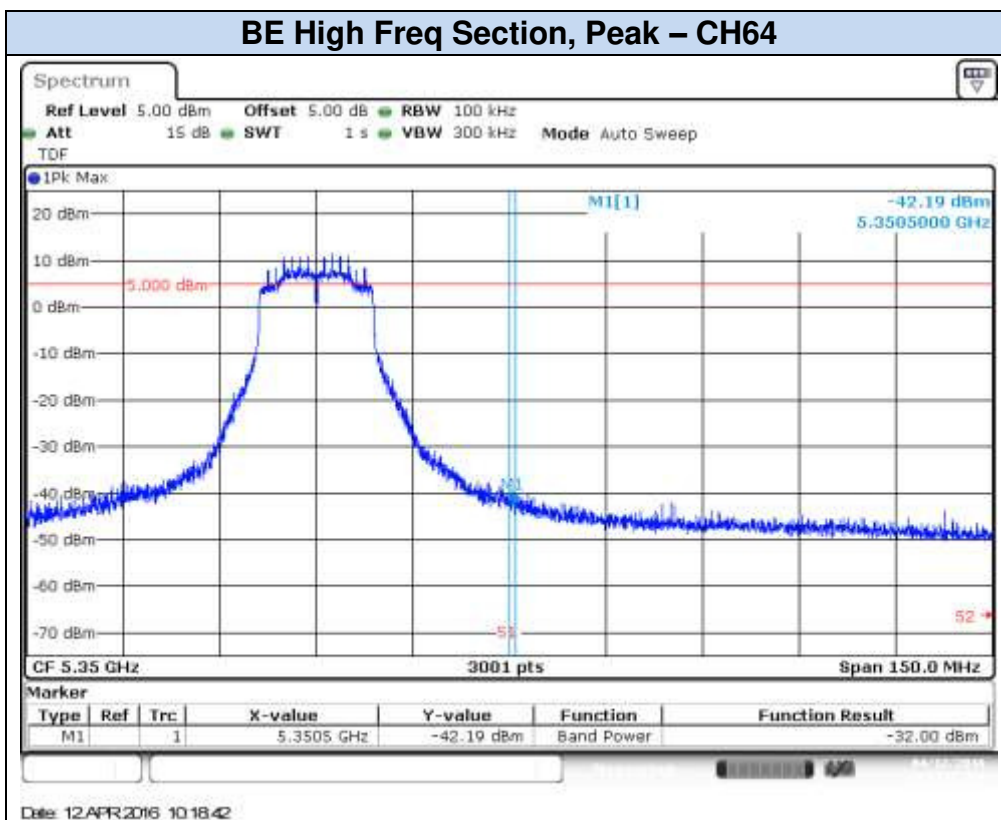 BE High Freq Section, Peak – CH64
Spectrum
Ref Level 5.00 dBm Offset 5.00 dB RBW 100 kHz
Att 15 dB SWT 1 s VBW 300 kHz Mode Auto Sweep
TDF
1Pk Max
M1[1] -42.19 dBm
5.3505000 GHz
20 dBm
10 dBm
5.000 dBm
0 dBm
-10 dBm
-20 dBm
-30 dBm
-40 dBm
M1
-50 dBm
-60 dBm
S2
-70 dBm
S1
CF 5.35 GHz 3001 pts Span 150.0 MHz
Marker
Type Ref Trc X-value Y-value Function Function Result
M1 1 5.3505 GHz -42.19 dBm Band Power -32.00 dBm
Date: 12.APR.2016 10:18:42